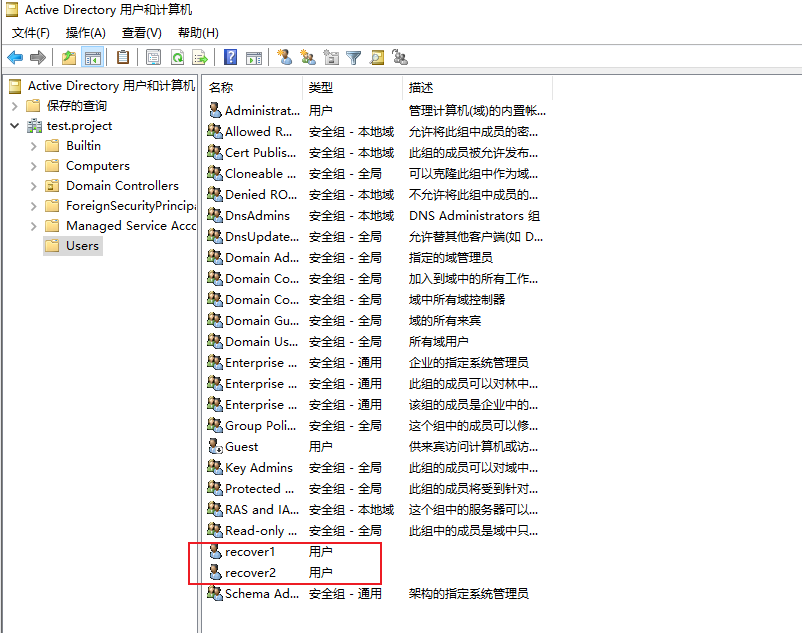 Active Directory 用户和计算机
文件(F) 操作(A) 查看(V) 帮助(H)
Active Directory 用户和计算机
保存的查询
test.project
Builtin
Computers
Domain Controllers
ForeignSecurityPrincipa
Managed Service Acco
Users
名称 类型 描述
Administrat... 用户 管理计算机(域)的内置帐...
Allowed R... 安全组 - 本地域 允许将此组中成员的密...
Cert Publis... 安全组 - 本地域 此组的成员被允许发布...
Cloneable ... 安全组 - 全局 可以克隆此组中作为域...
Denied RO... 安全组 - 本地域 不允许将此组中成员的...
DnsAdmins 安全组 - 本地域 DNS Administrators 组
DnsUpdate... 安全组 - 全局 允许替其他客户端(如 D...
Domain Ad... 安全组 - 全局 指定的域管理员
Domain Co... 安全组 - 全局 加入到域中的所有工作...
Domain Co... 安全组 - 全局 域中所有域控制器
Domain Gu... 安全组 - 全局 域的所有来宾
Domain Us... 安全组 - 全局 所有域用户
Enterprise ... 安全组 - 通用 企业的指定系统管理员
Enterprise ... 安全组 - 通用 此组的成员可以对林中...
Enterprise ... 安全组 - 通用 该组的成员是企业中的...
Group Poli... 安全组 - 全局 这个组中的成员可以修...
Guest 用户 供来宾访问计算机或访...
Key Admins 安全组 - 全局 此组的成员可以对域中...
Protected ... 安全组 - 全局 此组的成员将受到针对...
RAS and IA... 安全组 - 本地域 这个组中的服务器可以...
Read-only ... 安全组 - 全局 此组中的成员是域中只...
recover1 用户
recover2 用户
Schema Ad... 安全组 - 通用 架构的指定系统管理员